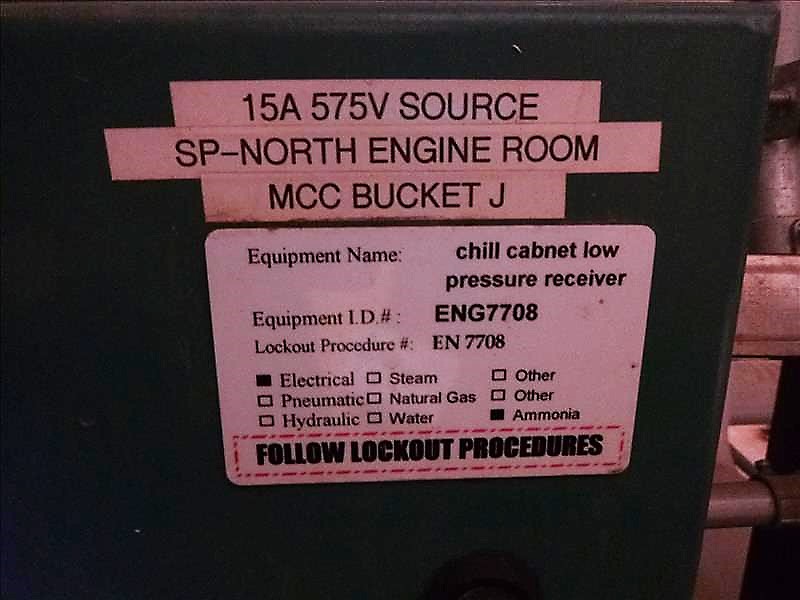 15A 575V SOURCE
SP-NORTH ENGINE ROOM
MCC BUCKET J
Equipment Name: chill cabnet low
pressure receiver
Equipment I.D.# : ENG7708
Lockout Procedure #: EN 7708
■ Electrical □ Steam □ Other
□ Pneumatic □ Natural Gas □ Other
□ Hydraulic □ Water ■ Ammonia
FOLLOW LOCKOUT PROCEDURES